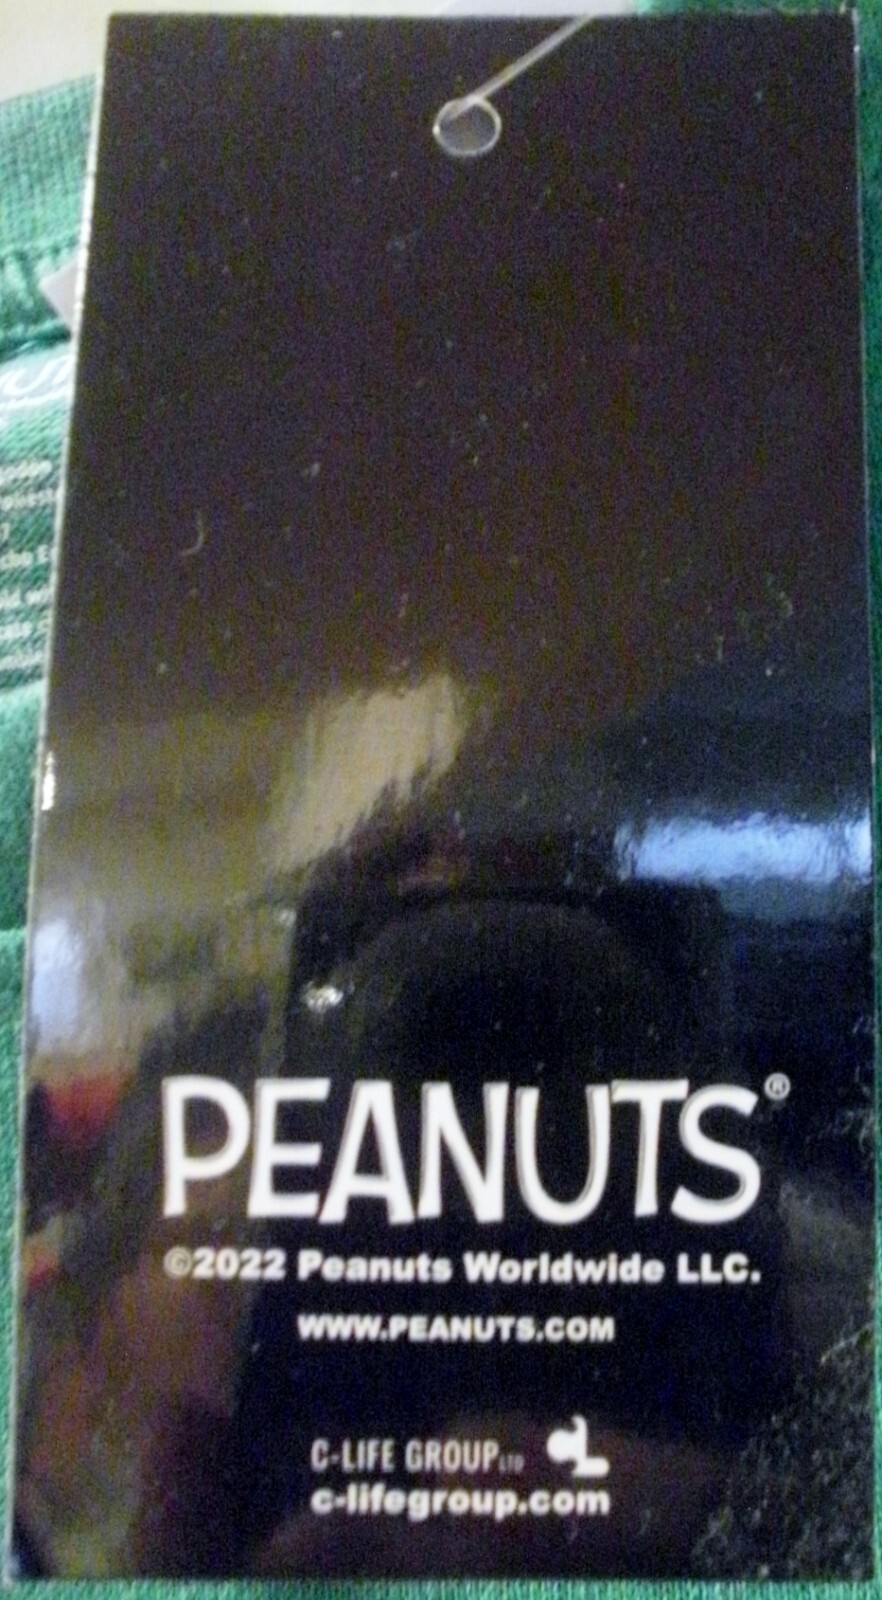 PEANUTS®
©2022 Peanuts Worldwide LLC.
WWW.PEANUTS.COM
C-LIFE GROUP LTD
c-lifegroup.com